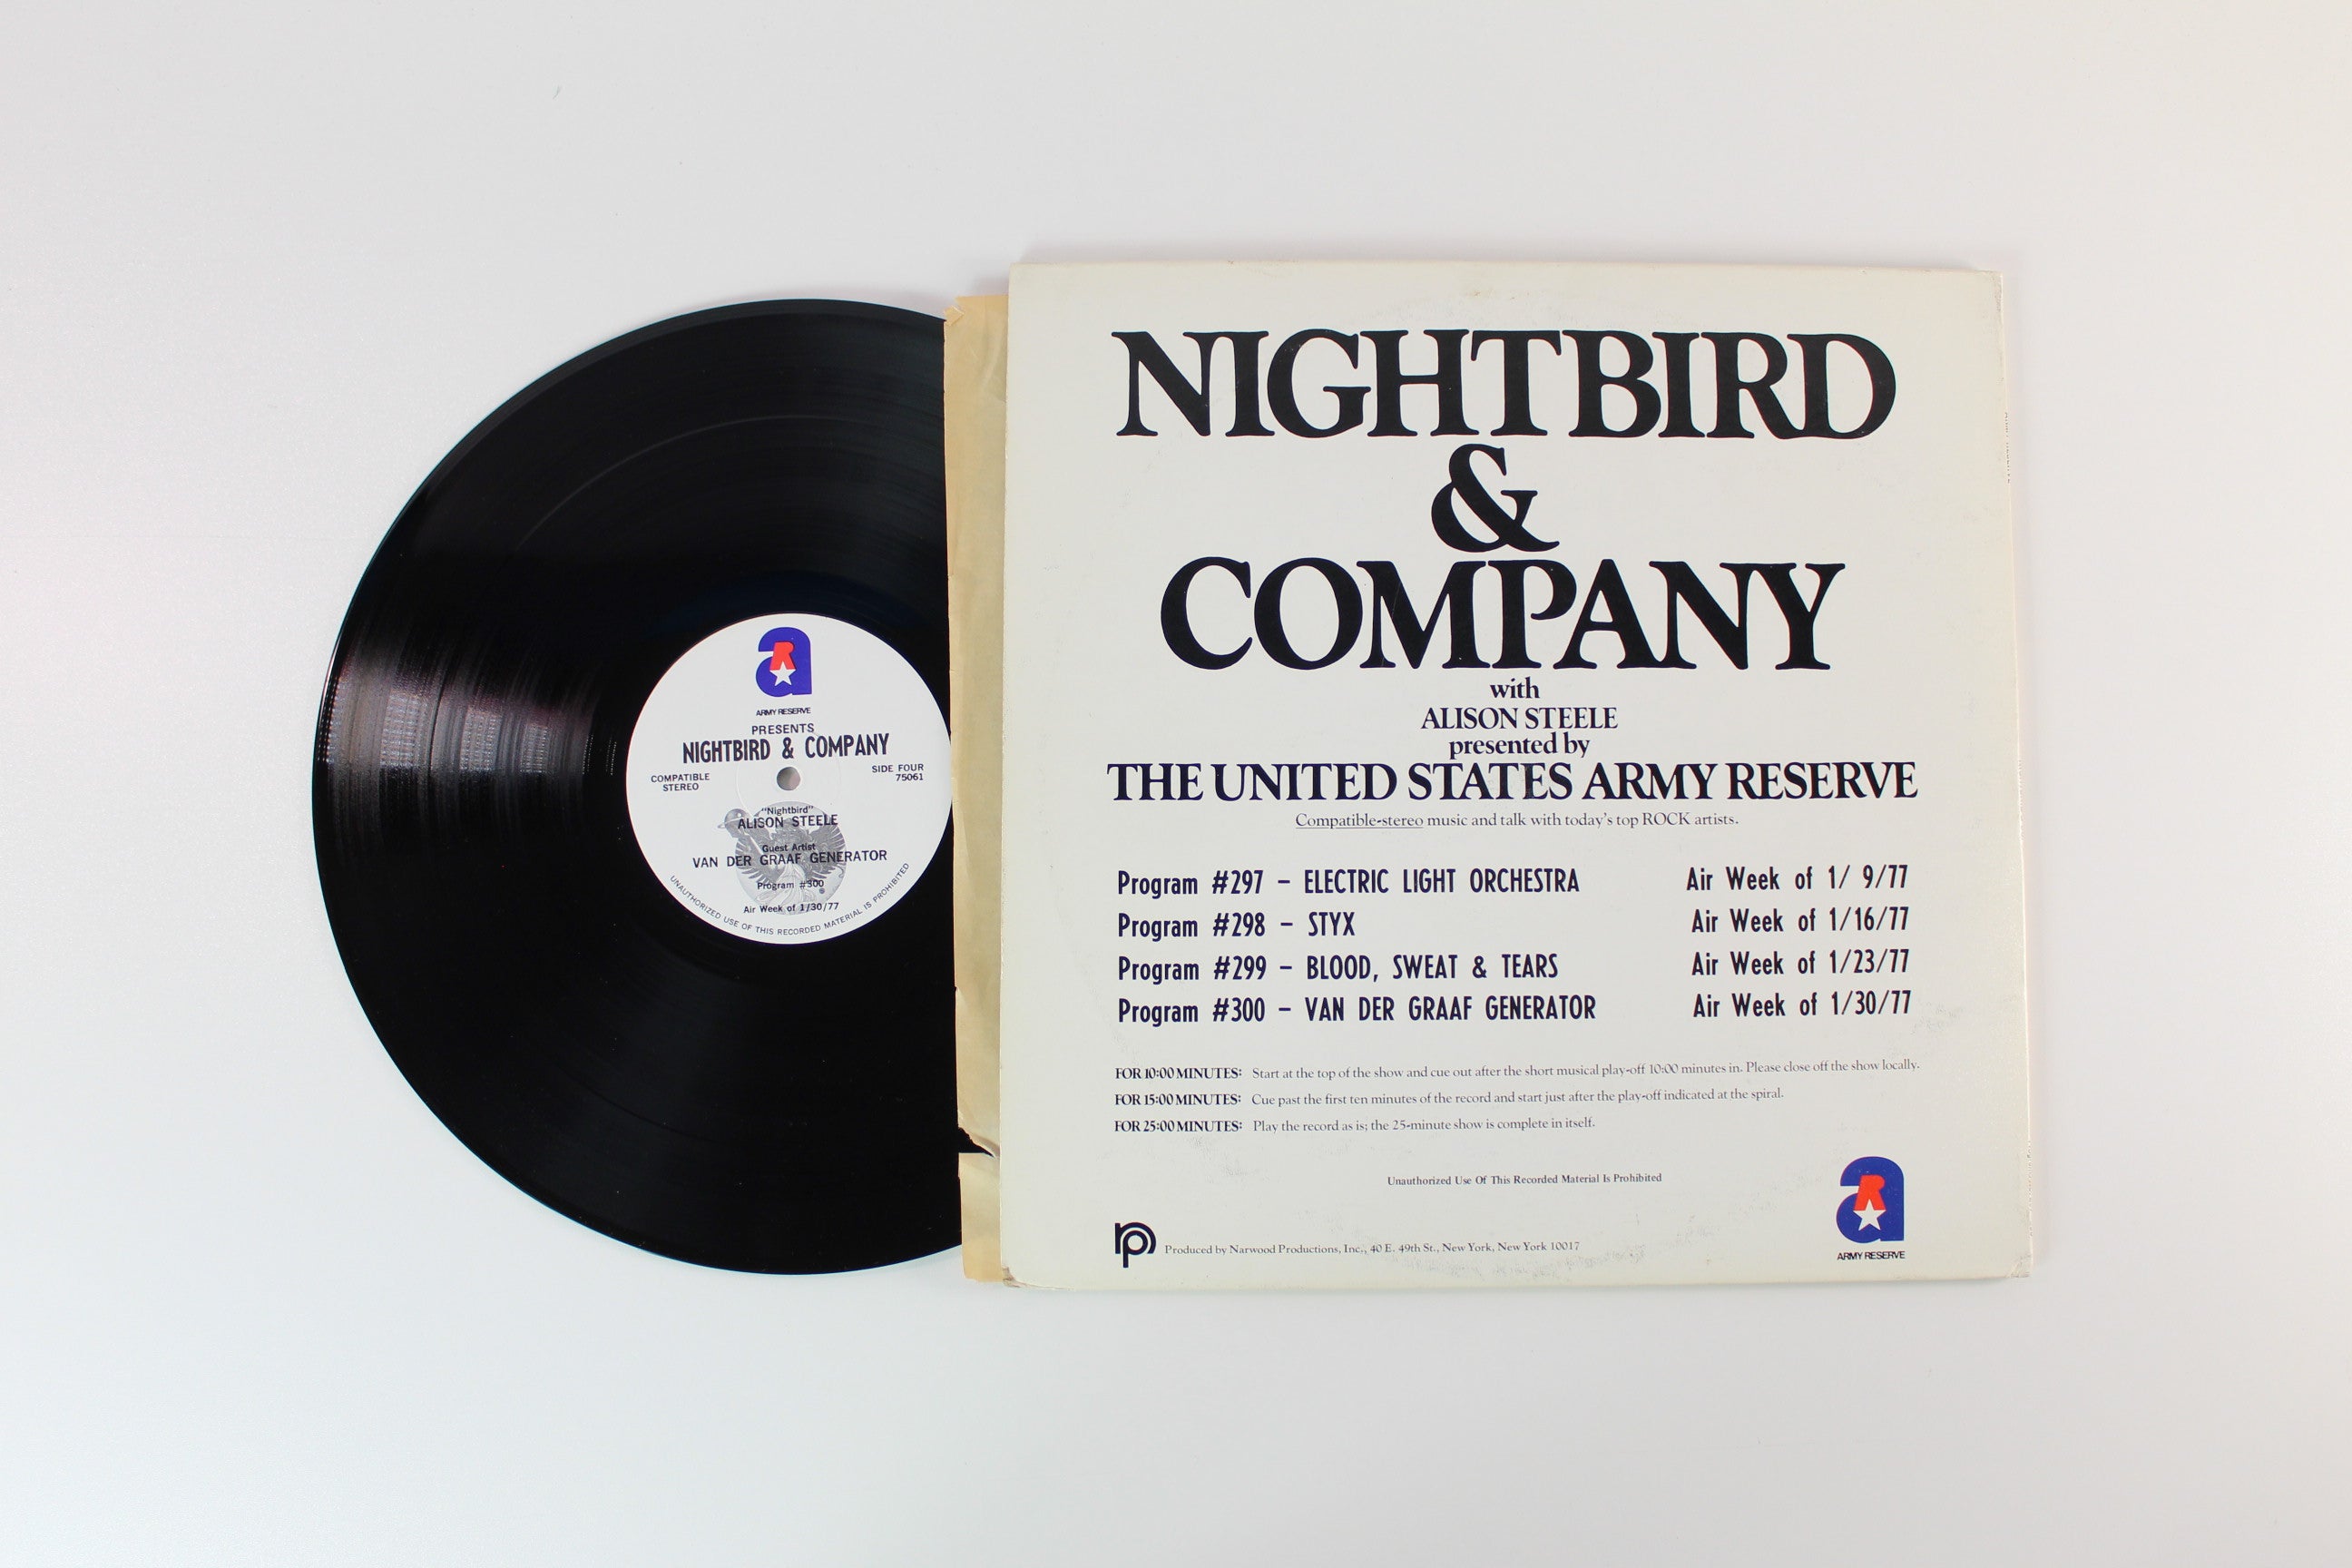 ARMY RESERVE
PRESENTS
NIGHTBIRD & COMPANY
COMPATIBLE
STEREO
SIDE FOUR
75061
"Nightbird"
ALISON STEELE
Guest Artist
VAN DER GRAAF GENERATOR
Program #300
Air Week of 1/30/77
UNAUTHORIZED USE OF THIS RECORDED MATERIAL IS PROHIBITED
NIGHTBIRD
&
COMPANY
with
ALISON STEELE
presented by
THE UNITED STATES ARMY RESERVE
Compatible-stereo music and talk with today's top ROCK artists.
Program #297 – ELECTRIC LIGHT ORCHESTRA Air Week of 1/ 9/77
Program #298 – STYX Air Week of 1/16/77
Program #299 – BLOOD, SWEAT & TEARS Air Week of 1/23/77
Program #300 – VAN DER GRAAF GENERATOR Air Week of 1/30/77
FOR 10:00 MINUTES: Start at the top of the show and cue out after the short musical play-off 10:00 minutes in. Please close off the show locally.
FOR 15:00 MINUTES: Cue past the first ten minutes of the record and start just after the play-off indicated at the spiral.
FOR 25:00 MINUTES: Play the record as is; the 25-minute show is complete in itself.
Unauthorized Use Of This Recorded Material Is Prohibited
Produced by Narwood Productions, Inc., 40 E. 49th St., New York, New York 10017
ARMY RESERVE